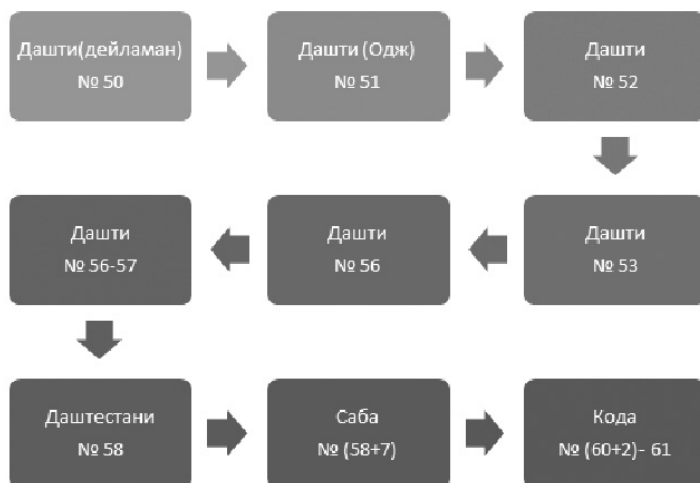 Дашти(дейламан)
№ 50
Дашти (Одж)
№ 51
Дашти
№ 52
Дашти
№ 53
Дашти
№ 56
Дашти
№ 56-57
Даштестани
№ 58
Саба
№ (58+7)
Кода
№ (60+2)- 61